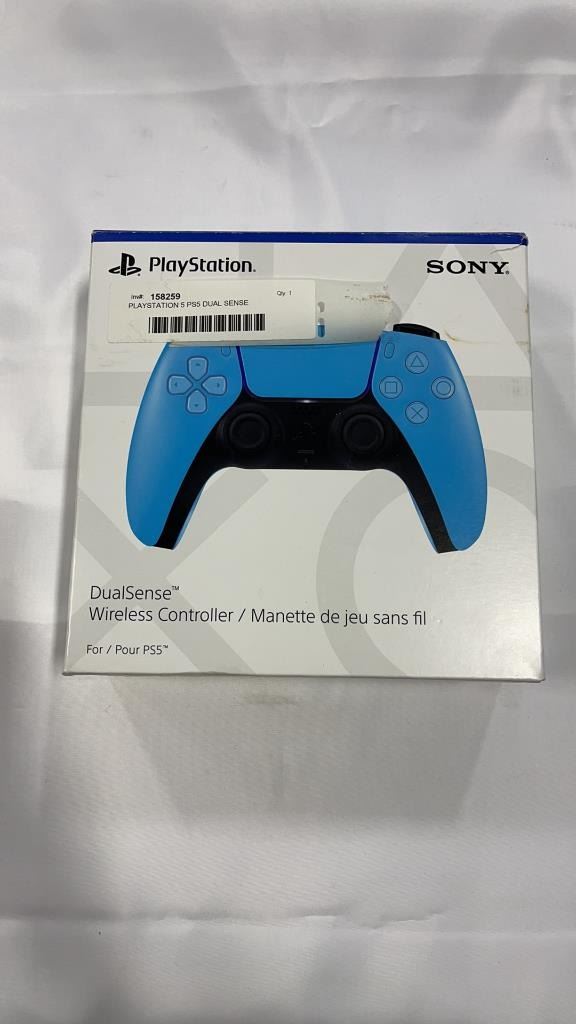 PlayStation®
SONY®
Inv#: 158259 Qty 1
PLAYSTATION 5 PS5 DUAL SENSE
DualSense™
Wireless Controller / Manette de jeu sans fil
For / Pour PS5™